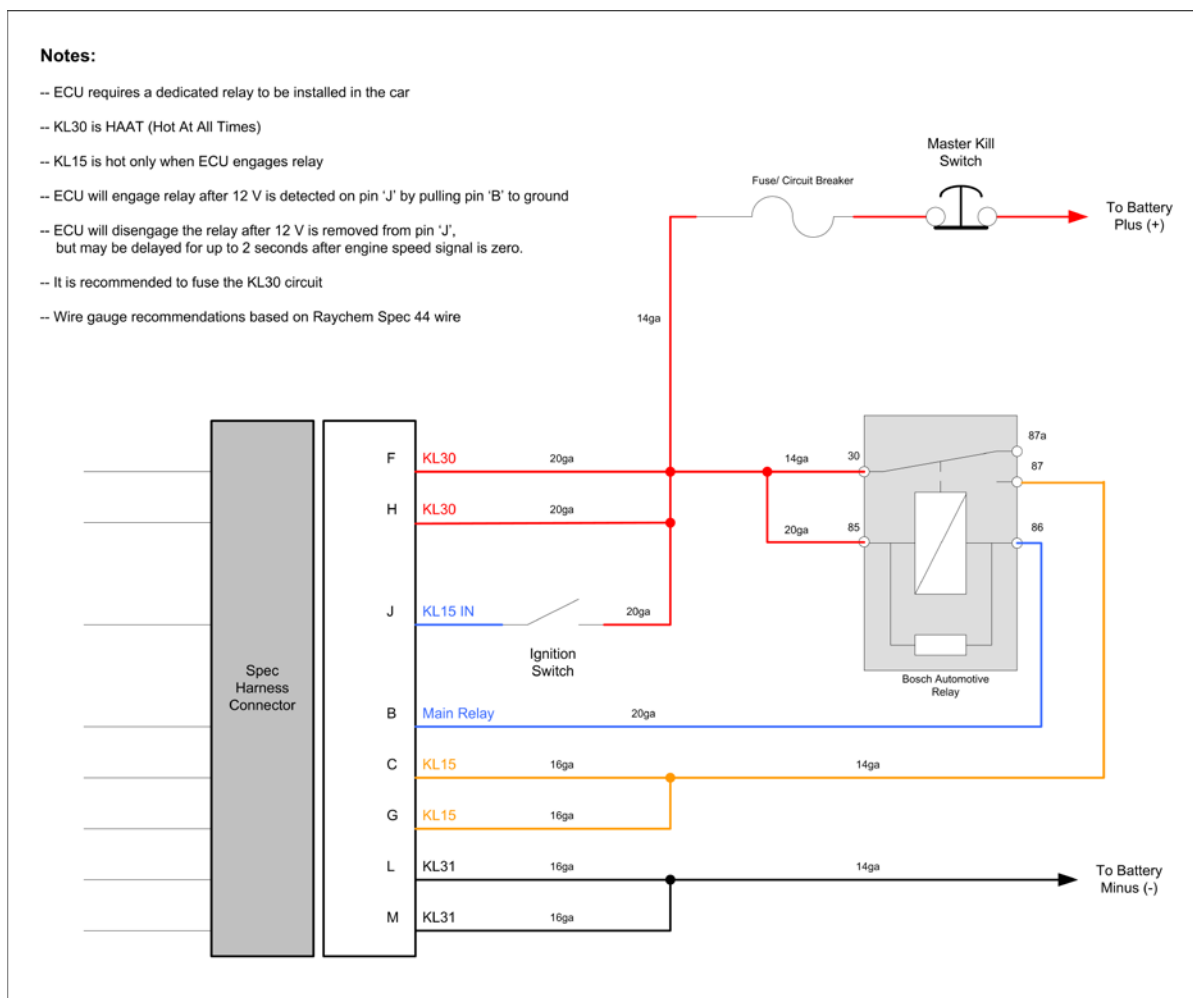 Notes:
-- ECU requires a dedicated relay to be installed in the car
-- KL30 is HAAT (Hot At All Times)
-- KL15 is hot only when ECU engages relay
-- ECU will engage relay after 12 V is detected on pin ‘J’ by pulling pin ‘B’ to ground
-- ECU will disengage the relay after 12 V is removed from pin ‘J’,
but may be delayed for up to 2 seconds after engine speed signal is zero.
-- It is recommended to fuse the KL30 circuit
-- Wire gauge recommendations based on Raychem Spec 44 wire
Master Kill
Switch
Fuse/ Circuit Breaker
To Battery
Plus (+)
14ga
87a
F
KL30
20ga
14ga
30
87
H
KL30
20ga
20ga
85
86
J
KL15 IN
20ga
Ignition
Switch
Bosch Automotive
Relay
Spec
Harness
Connector
B
Main Relay
20ga
C
KL15
16ga
14ga
G
KL15
16ga
L
KL31
16ga
14ga
To Battery
Minus (-)
M
KL31
16ga